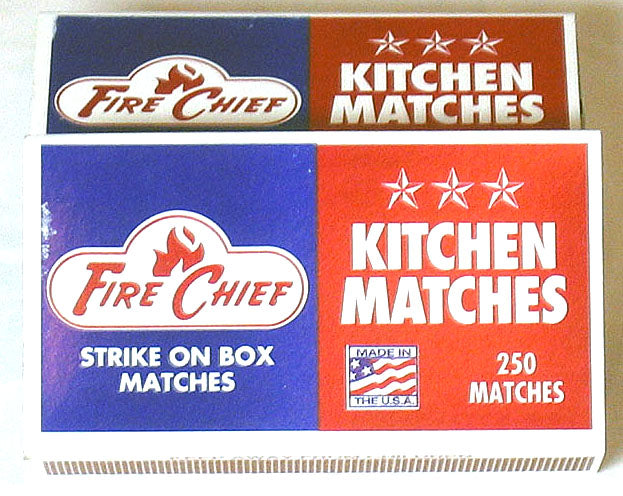 FIRE CHIEF
KITCHEN
MATCHES
FIRE CHIEF
STRIKE ON BOX
MATCHES
KITCHEN
MATCHES
MADE IN
THE U.S.A.
250
MATCHES